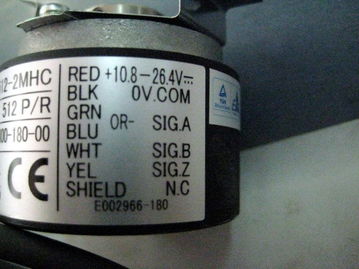 12-2MHC
512 P/R
00-180-00
CE
RED +10.8-26.4V⎓
BLK 0V.COM
GRN
BLU OR- SIG.A
WHT SIG.B
YEL SIG.Z
SHIELD N.C
E002966-180